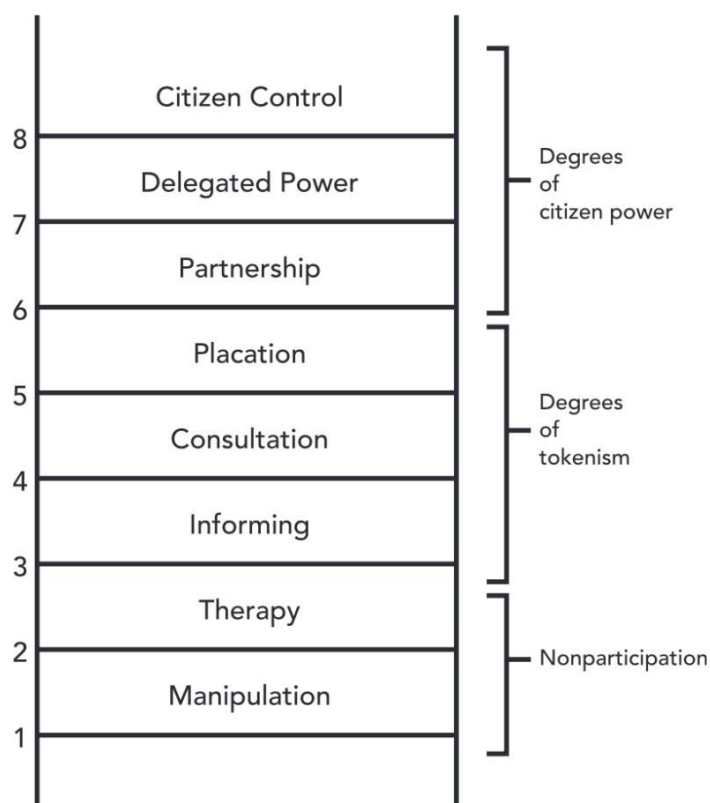 Citizen Control
8
Delegated Power
7
Partnership
6
Placation
5
Consultation
4
Informing
3
Therapy
2
Manipulation
1
Degrees
of
citizen power
Degrees
of
tokenism
Nonparticipation